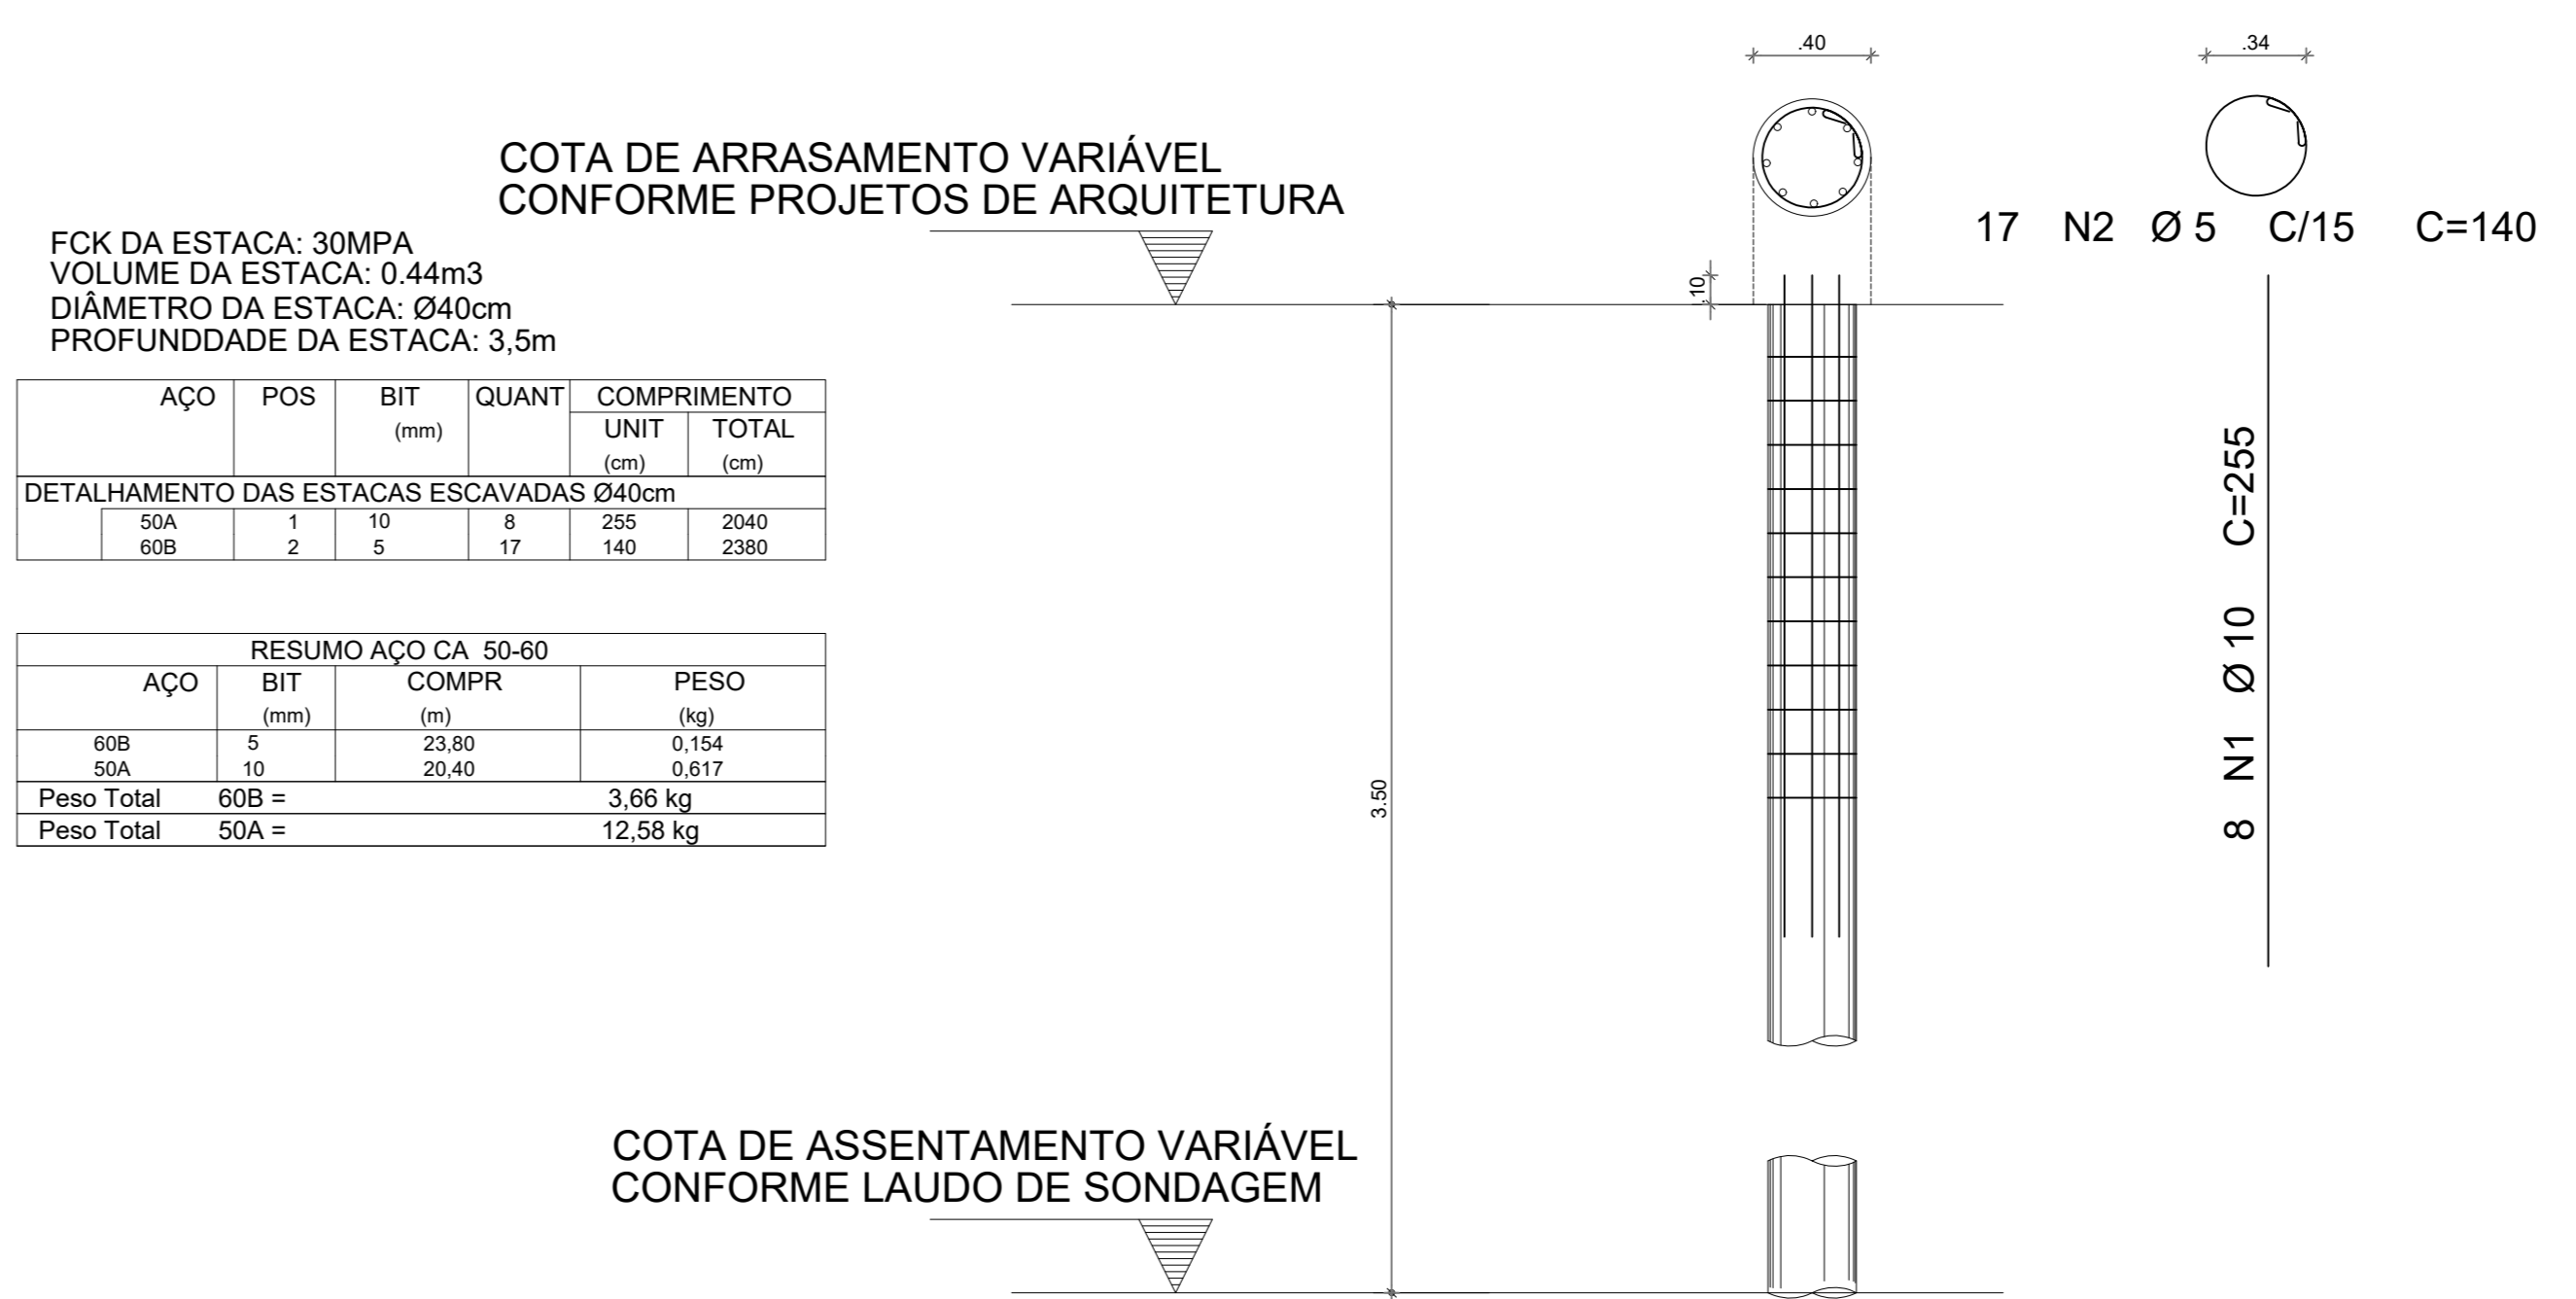 .40
.34
COTA DE ARRASAMENTO VARIÁVEL
CONFORME PROJETOS DE ARQUITETURA
17 N2 Ø 5 C/15 C=140
FCK DA ESTACA: 30MPA
VOLUME DA ESTACA: 0.44m3
DIÂMETRO DA ESTACA: Ø40cm
PROFUNDDADE DA ESTACA: 3,5m
.10
AÇO POS BIT QUANT COMPRIMENTO
(mm) UNIT TOTAL
(cm) (cm)
DETALHAMENTO DAS ESTACAS ESCAVADAS Ø40cm
50A 1 10 8 255 2040
60B 2 5 17 140 2380
RESUMO AÇO CA 50-60
AÇO BIT COMPR PESO
(mm) (m) (kg)
60B 5 23,80 0,154
50A 10 20,40 0,617
Peso Total 60B = 3,66 kg
Peso Total 50A = 12,58 kg
3.50
8 N1 Ø 10 C=255
COTA DE ASSENTAMENTO VARIÁVEL
CONFORME LAUDO DE SONDAGEM